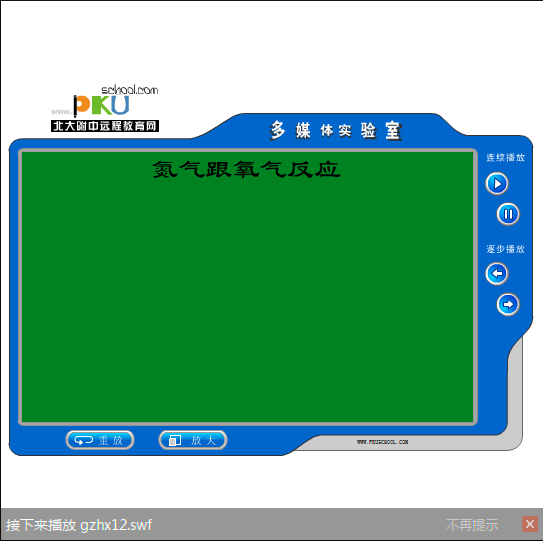 school.com
www.PKU
北大附中远程教育网
多媒体实验室
氮气跟氧气反应
连续播放
逐步播放
重放
放大
WWW.PKUSCHOOL.COM
接下来播放 gzhx12.swf
不再提示